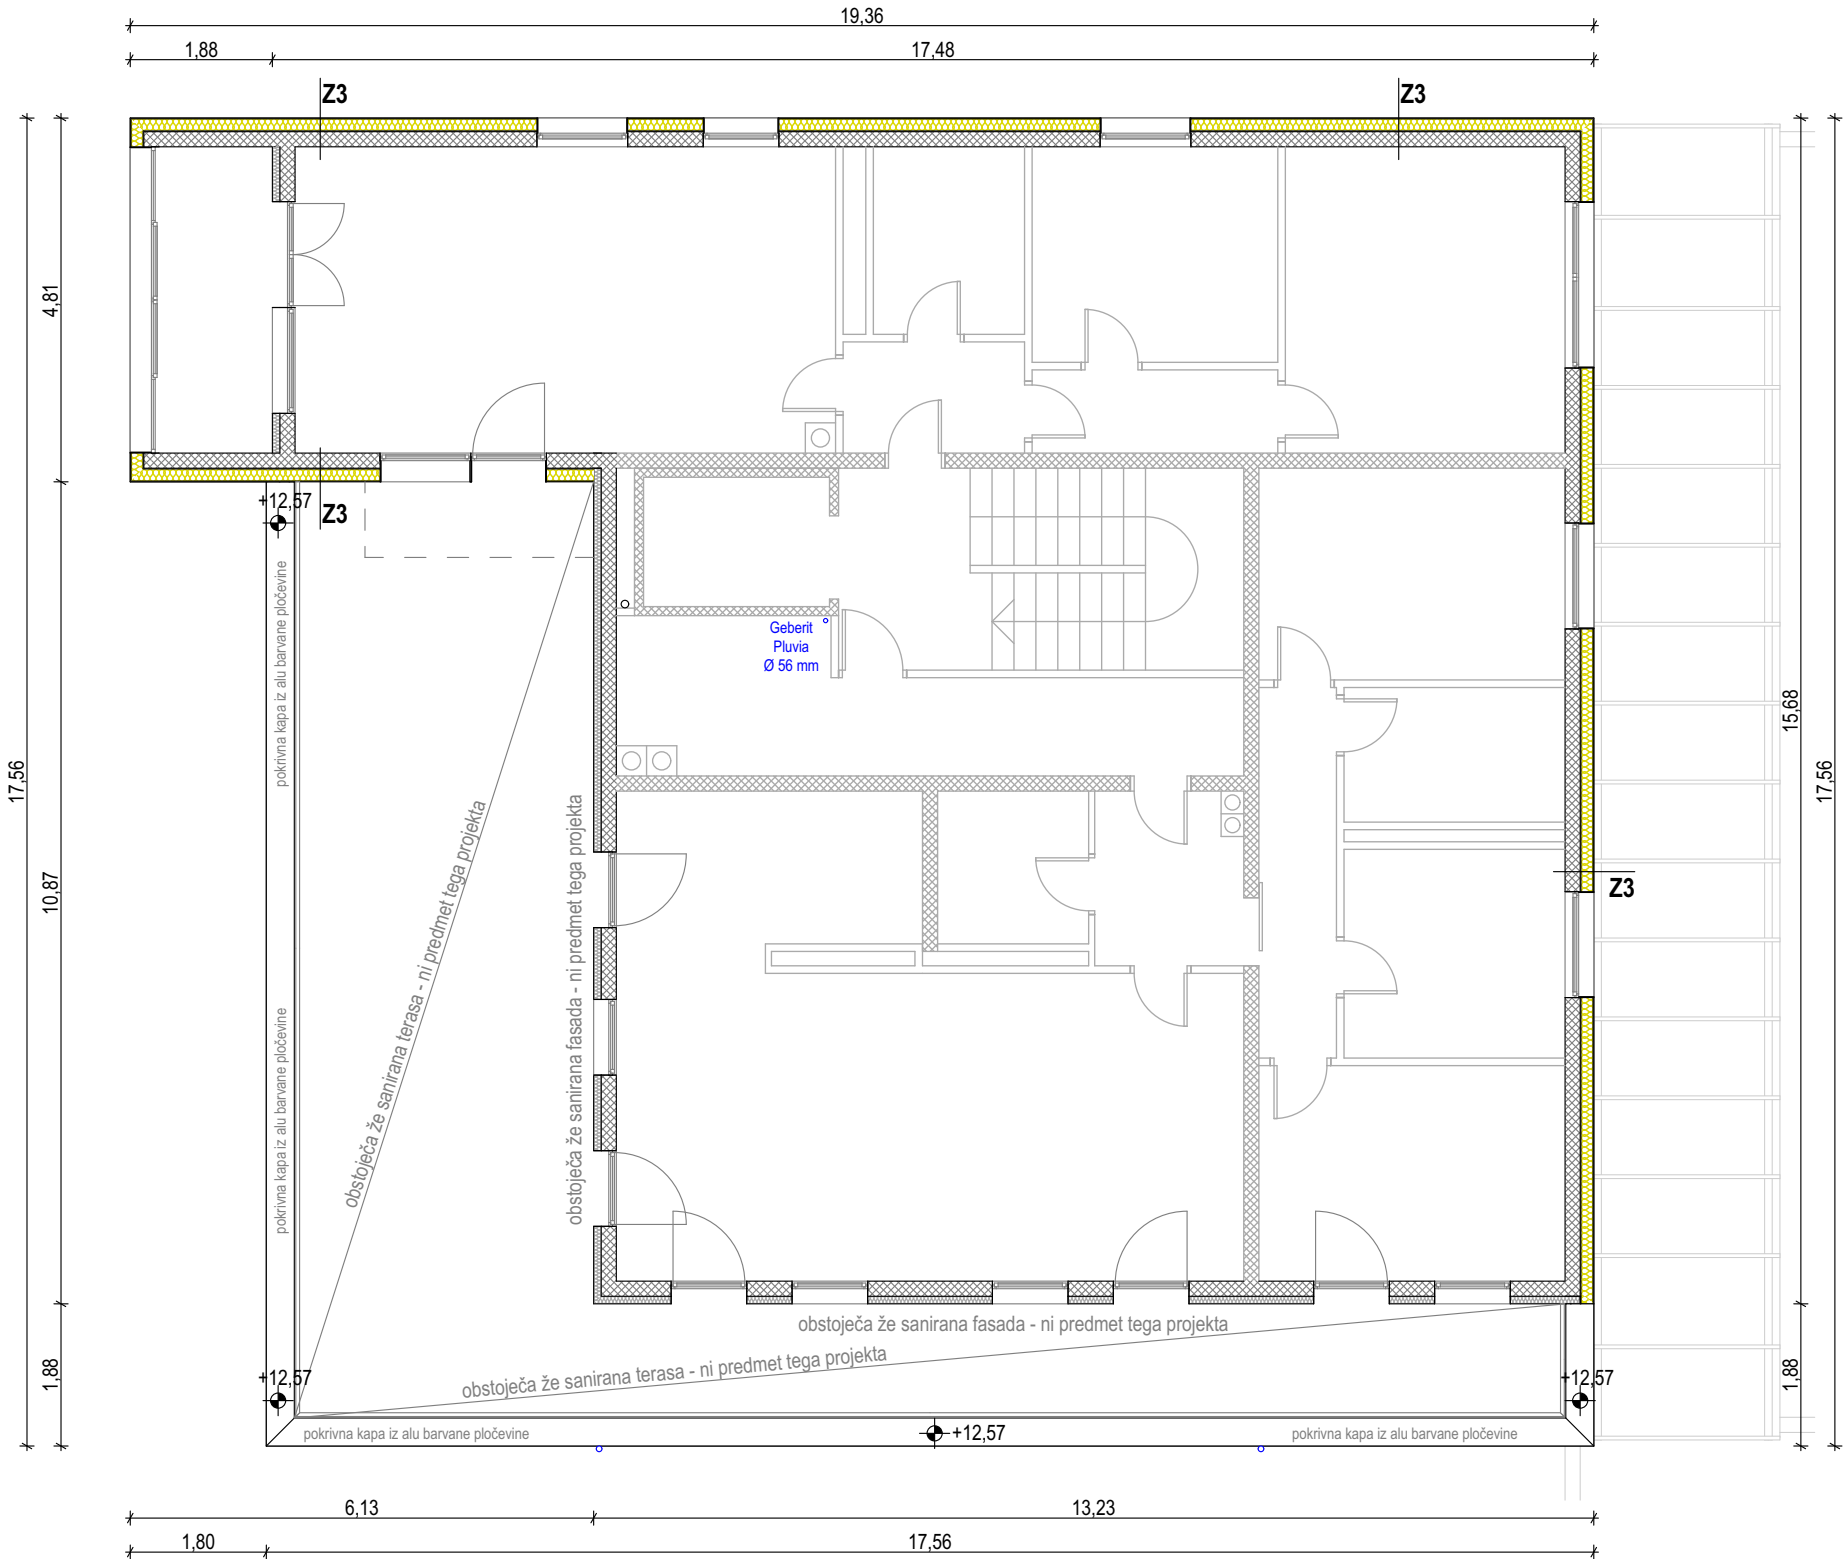 19,36
1,88
17,48
Z3
Z3
4,81
17,56
10,87
1,88
+12,57
Z3
pokrivna kapa iz alu barvane pločevine
pokrivna kapa iz alu barvane pločevine
obstoječa že sanirana terasa - ni predmet tega projekta
obstoječa že sanirana fasada - ni predmet tega projekta
Geberit
Pluvia
Ø 56 mm
15,68
17,56
Z3
1,88
obstoječa že sanirana fasada - ni predmet tega projekta
obstoječa že sanirana terasa - ni predmet tega projekta
+12,57
+12,57
+12,57
pokrivna kapa iz alu barvane pločevine
pokrivna kapa iz alu barvane pločevine
6,13
13,23
1,80
17,56